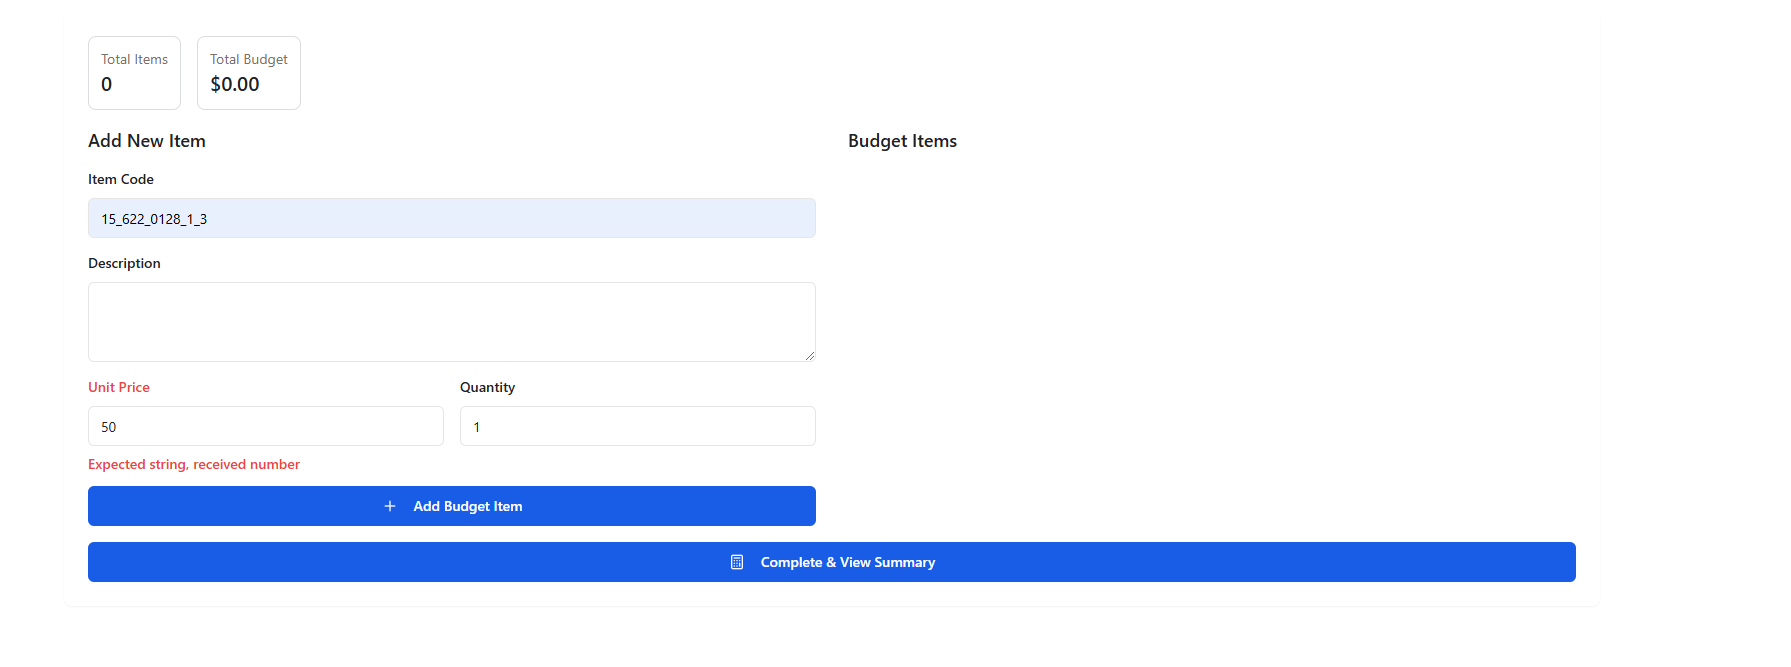 Total Items
0
Total Budget
$0.00
Add New Item
Item Code
15_622_0128_1_3
Description
Unit Price
50
Quantity
1
Expected string, received number
Add Budget Item
Budget Items
Complete & View Summary